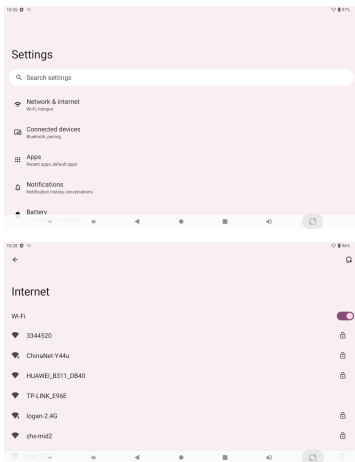 10:26
97%
Settings
Search settings
Network & internet
Wi-Fi, hotspot
Connected devices
Bluetooth, pairing
Apps
Recent apps, default apps
Notifications
Notification history, conversations
Battery
10:28
96%
Internet
Wi-Fi
3344520
ChinaNet-Y44u
HUAWEI_B311_DB40
TP-LINK_E96E
logan-2.4G
zhx-mid2